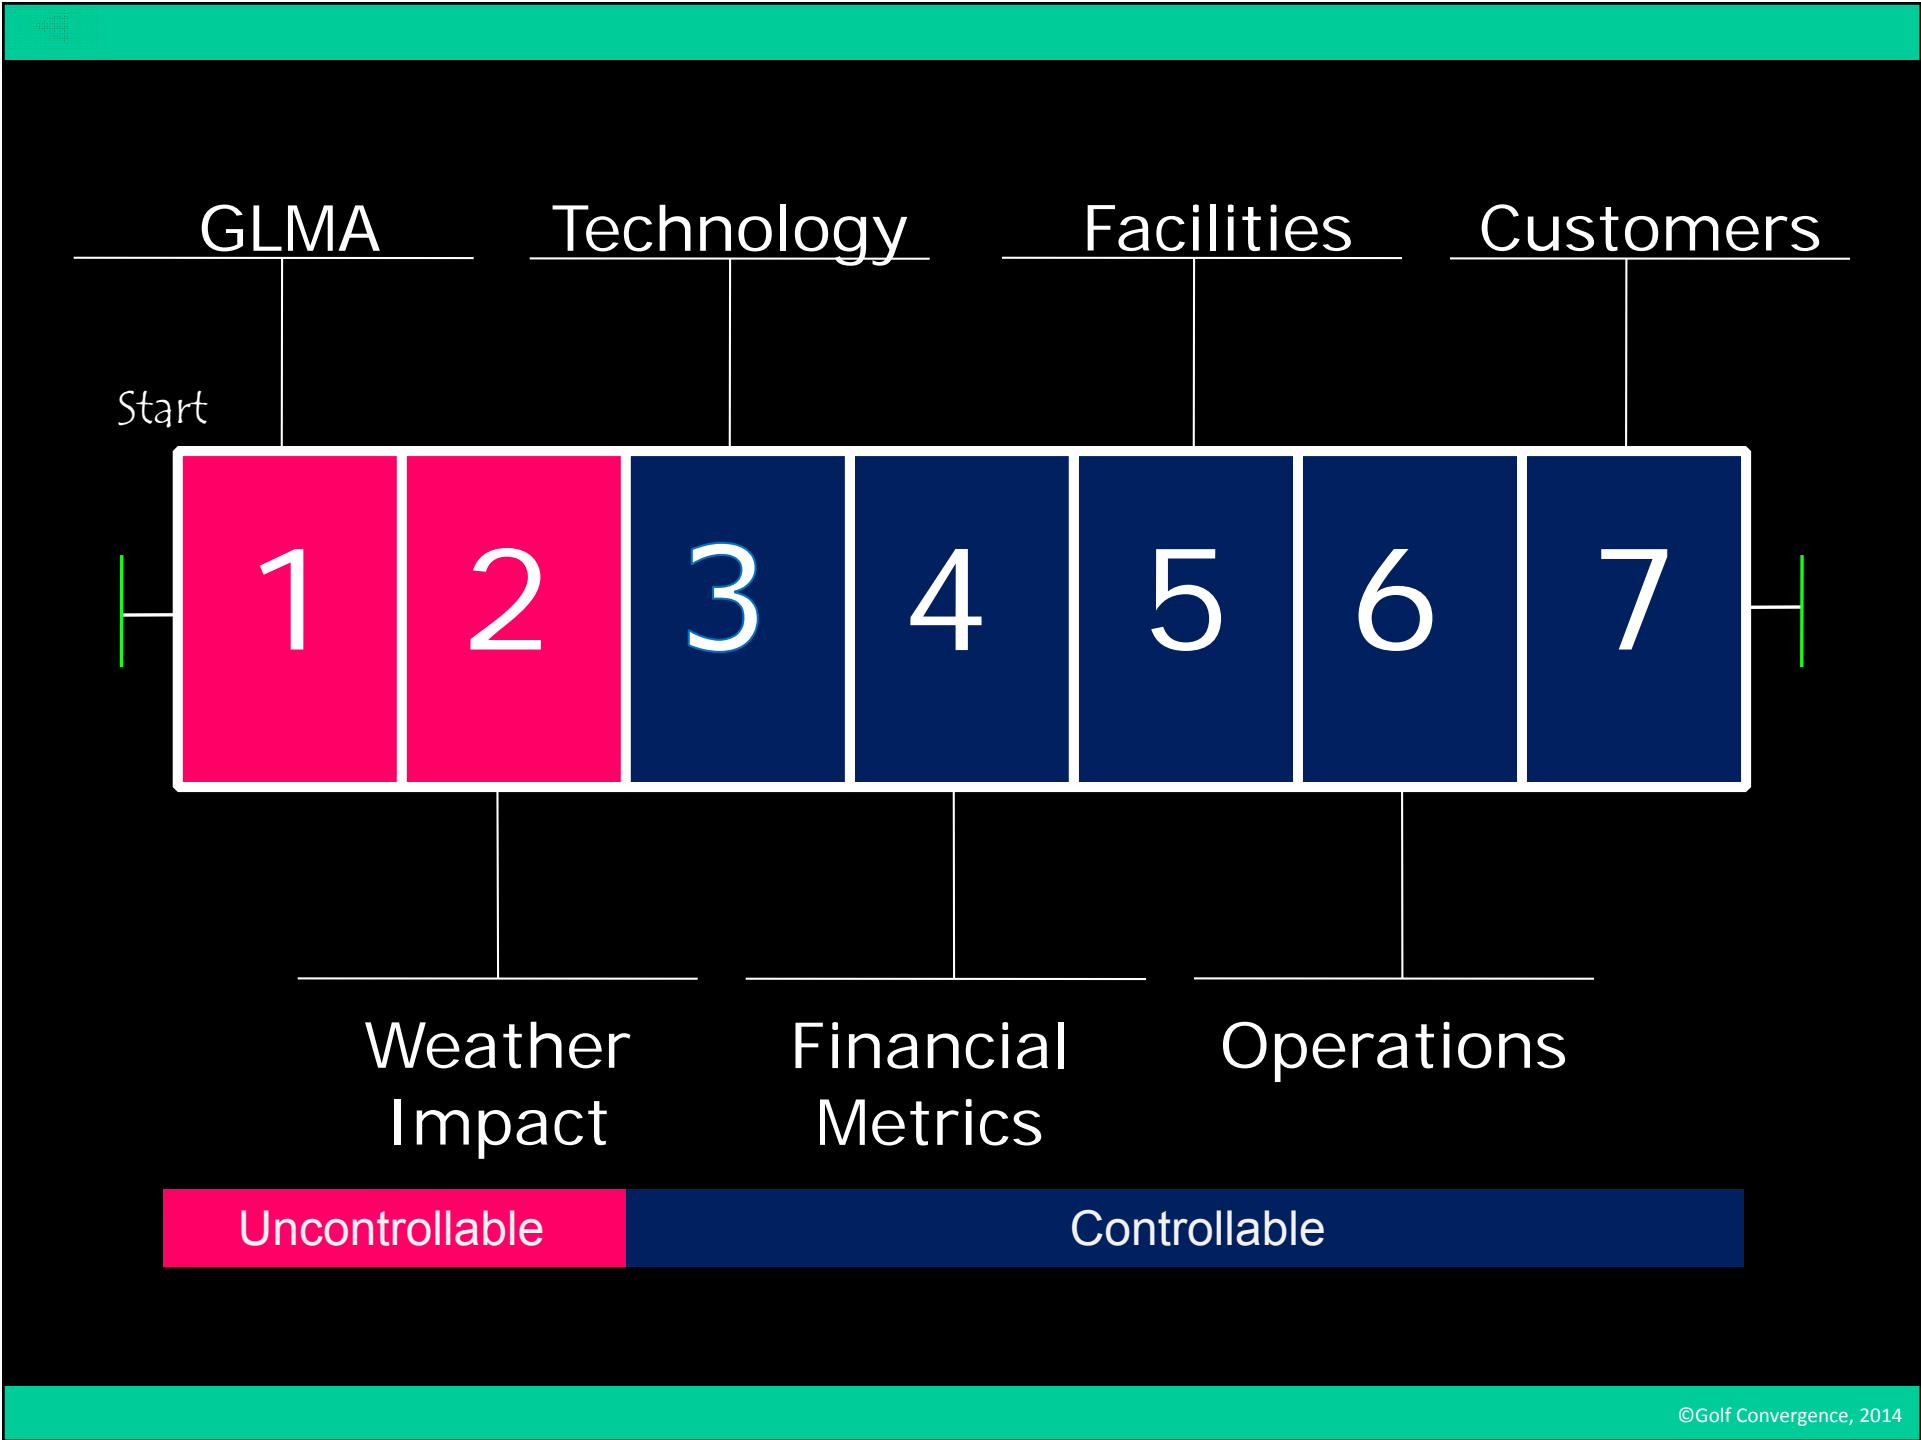 GLMA
Technology
Facilities
Customers
Start
1
2
3
4
5
6
7
Weather
Impact
Financial
Metrics
Operations
Uncontrollable
Controllable
©Golf Convergence, 2014